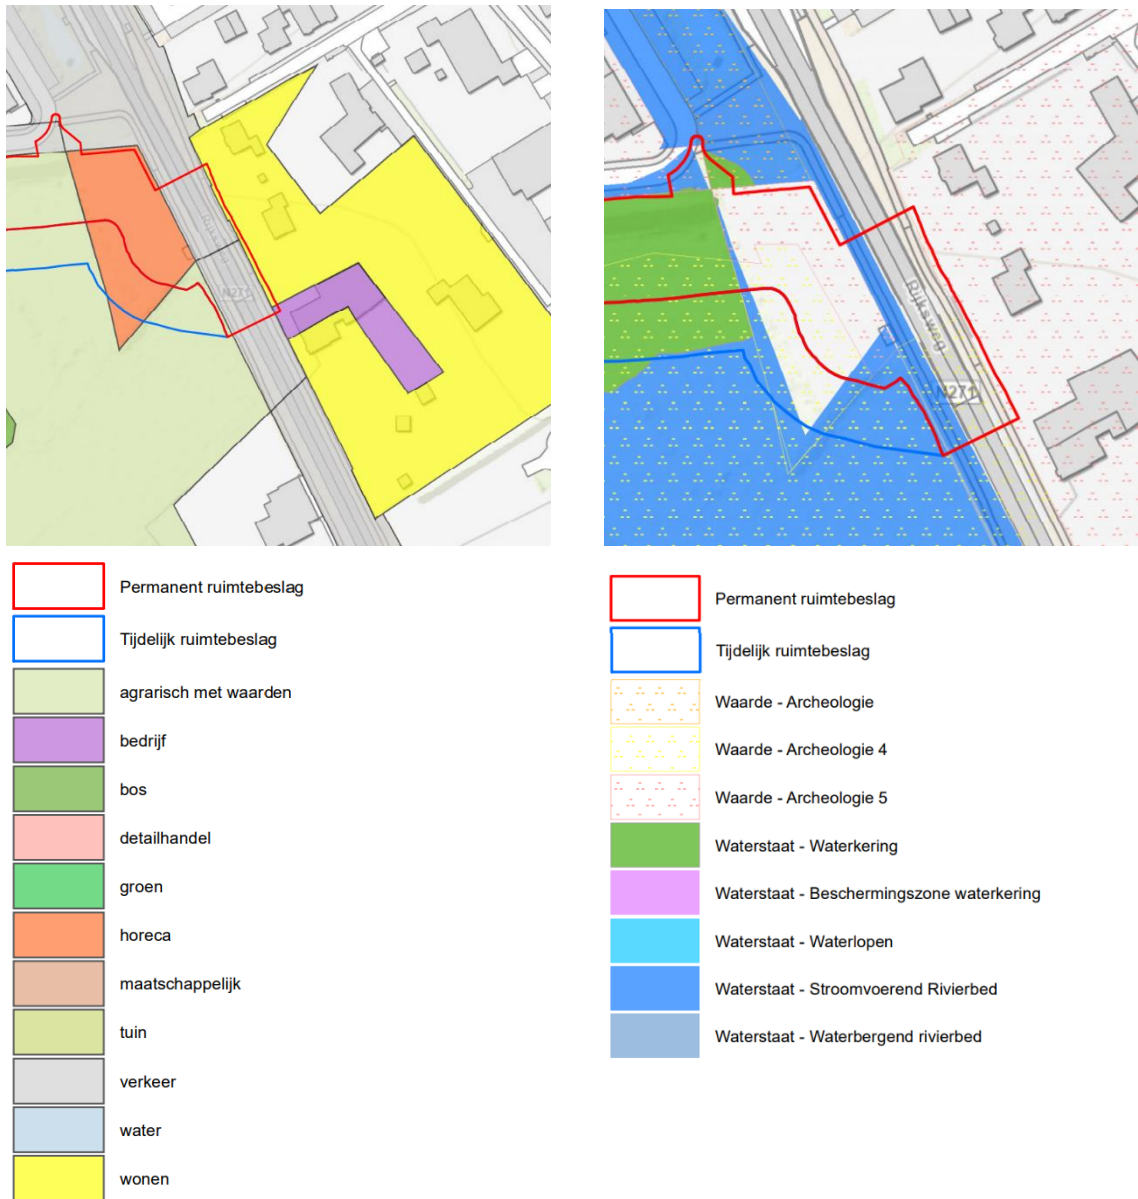 N271
Rijksweg
N271
Permanent ruimtebeslag
Tijdelijk ruimtebeslag
agrarisch met waarden
bedrijf
bos
detailhandel
groen
horeca
maatschappelijk
tuin
verkeer
water
wonen
Permanent ruimtebeslag
Tijdelijk ruimtebeslag
Waarde - Archeologie
Waarde - Archeologie 4
Waarde - Archeologie 5
Waterstaat - Waterkering
Waterstaat - Beschermingszone waterkering
Waterstaat - Waterlopen
Waterstaat - Stroomvoerend Rivierbed
Waterstaat - Waterbergend rivierbed